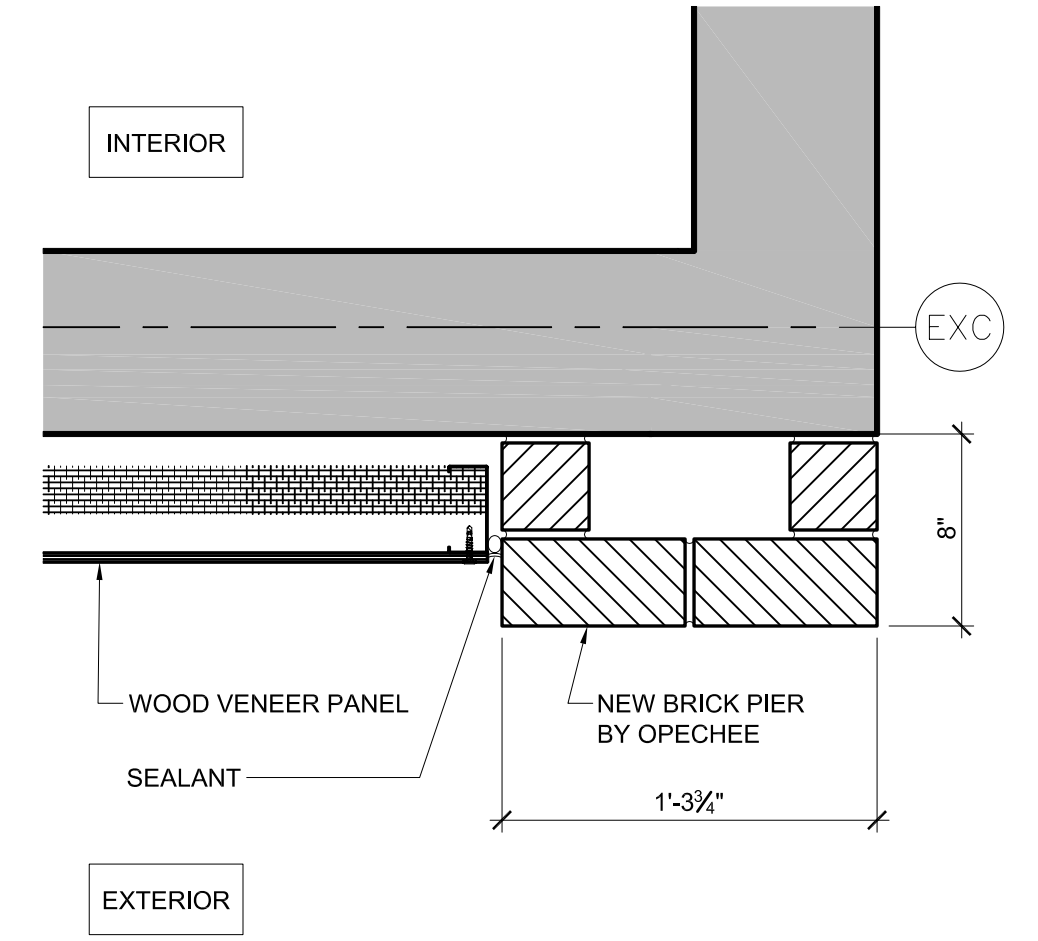 INTERIOR
EXC
8"
WOOD VENEER PANEL
NEW BRICK PIER
BY OPECHEE
SEALANT
1'-3¾"
EXTERIOR